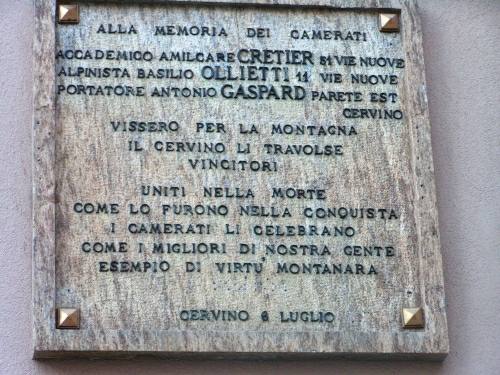 ALLA MEMORIA DEI CAMERATI
ACCADEMICO AMILCARE CRETIER 51 VIE NUOVE
ALPINISTA BASILIO OLLIETTI 11 VIE NUOVE
PORTATORE ANTONIO GASPARD PARETE EST
CERVINO
VISSERO PER LA MONTAGNA
IL CERVINO LI TRAVOLSE
VINCITORI
UNITI NELLA MORTE
COME LO FURONO NELLA CONQUISTA
I CAMERATI LI CELEBRANO
COME I MIGLIORI DI NOSTRA GENTE
ESEMPIO DI VIRTU' MONTANARA
CERVINO 6 LUGLIO